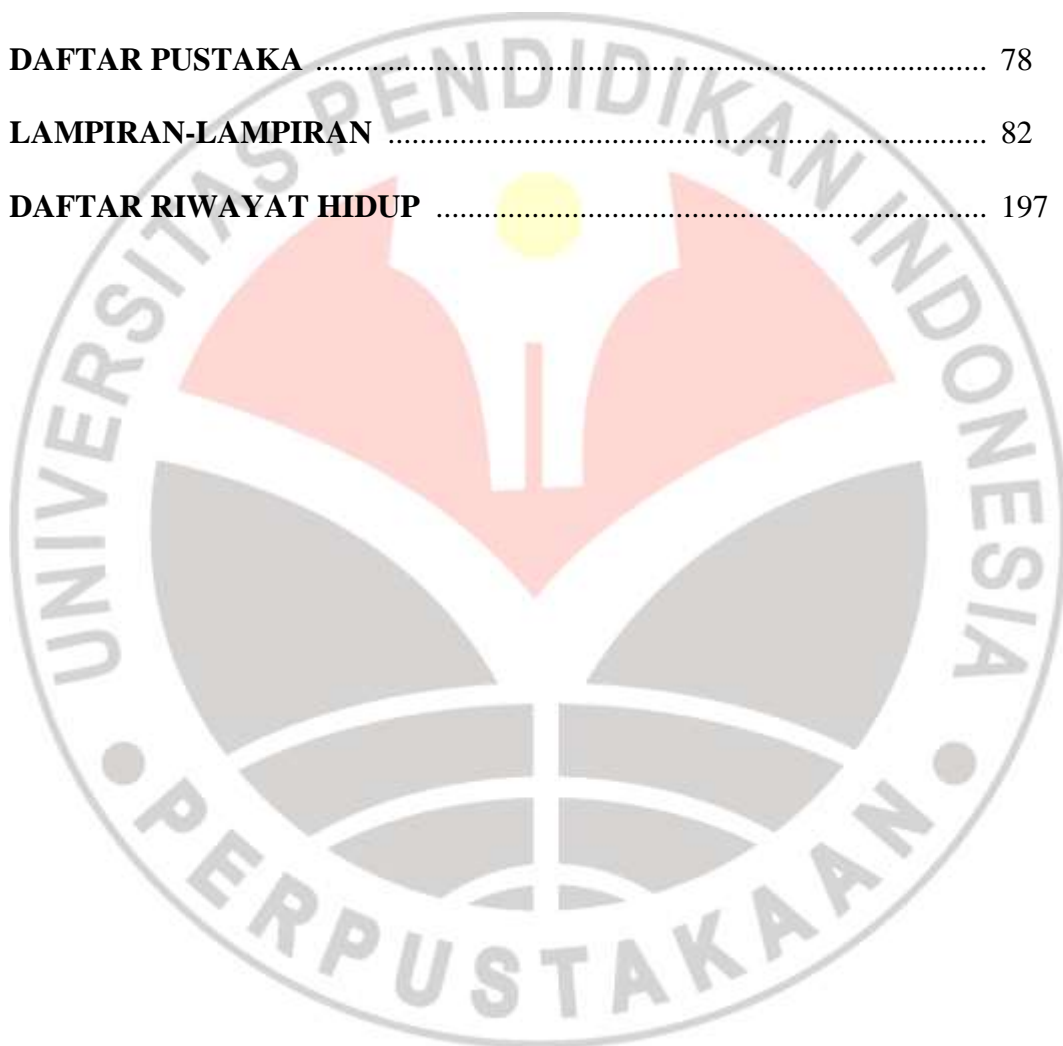 DAFTAR PUSTAKA ........................................................................ 78
LAMPIRAN-LAMPIRAN ................................................................ 82
DAFTAR RIWAYAT HIDUP ........................................................... 197
UNIVERSITAS PENDIDIKAN INDONESIA
PERPUSTAKAAN